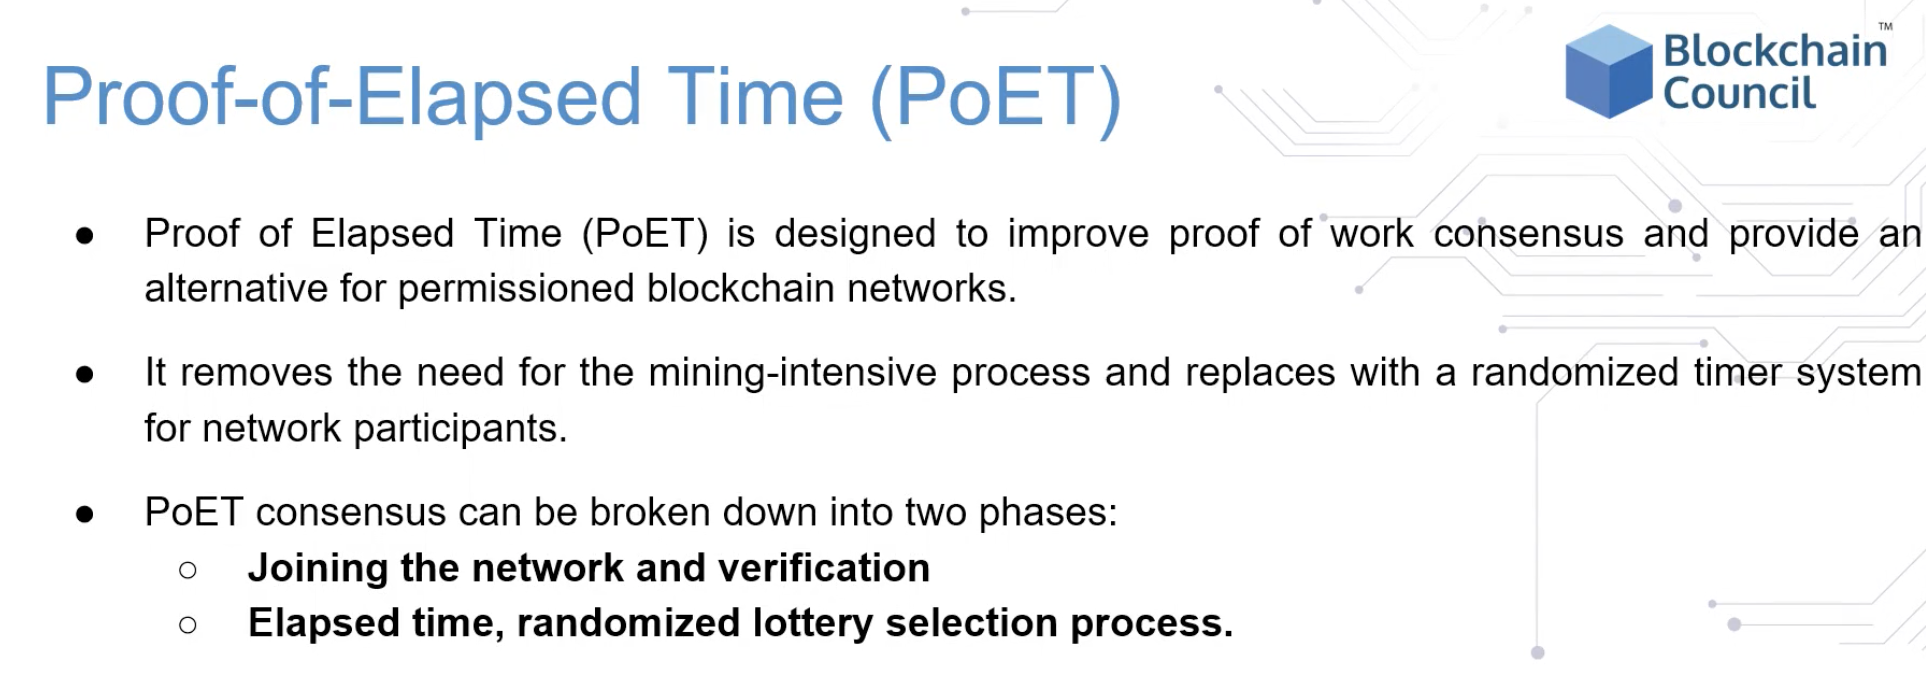 Blockchain™
Council
Proof-of-Elapsed Time (PoET)
● Proof of Elapsed Time (PoET) is designed to improve proof of work consensus and provide an
alternative for permissioned blockchain networks.
● It removes the need for the mining-intensive process and replaces with a randomized timer system
for network participants.
● PoET consensus can be broken down into two phases:
○ Joining the network and verification
○ Elapsed time, randomized lottery selection process.